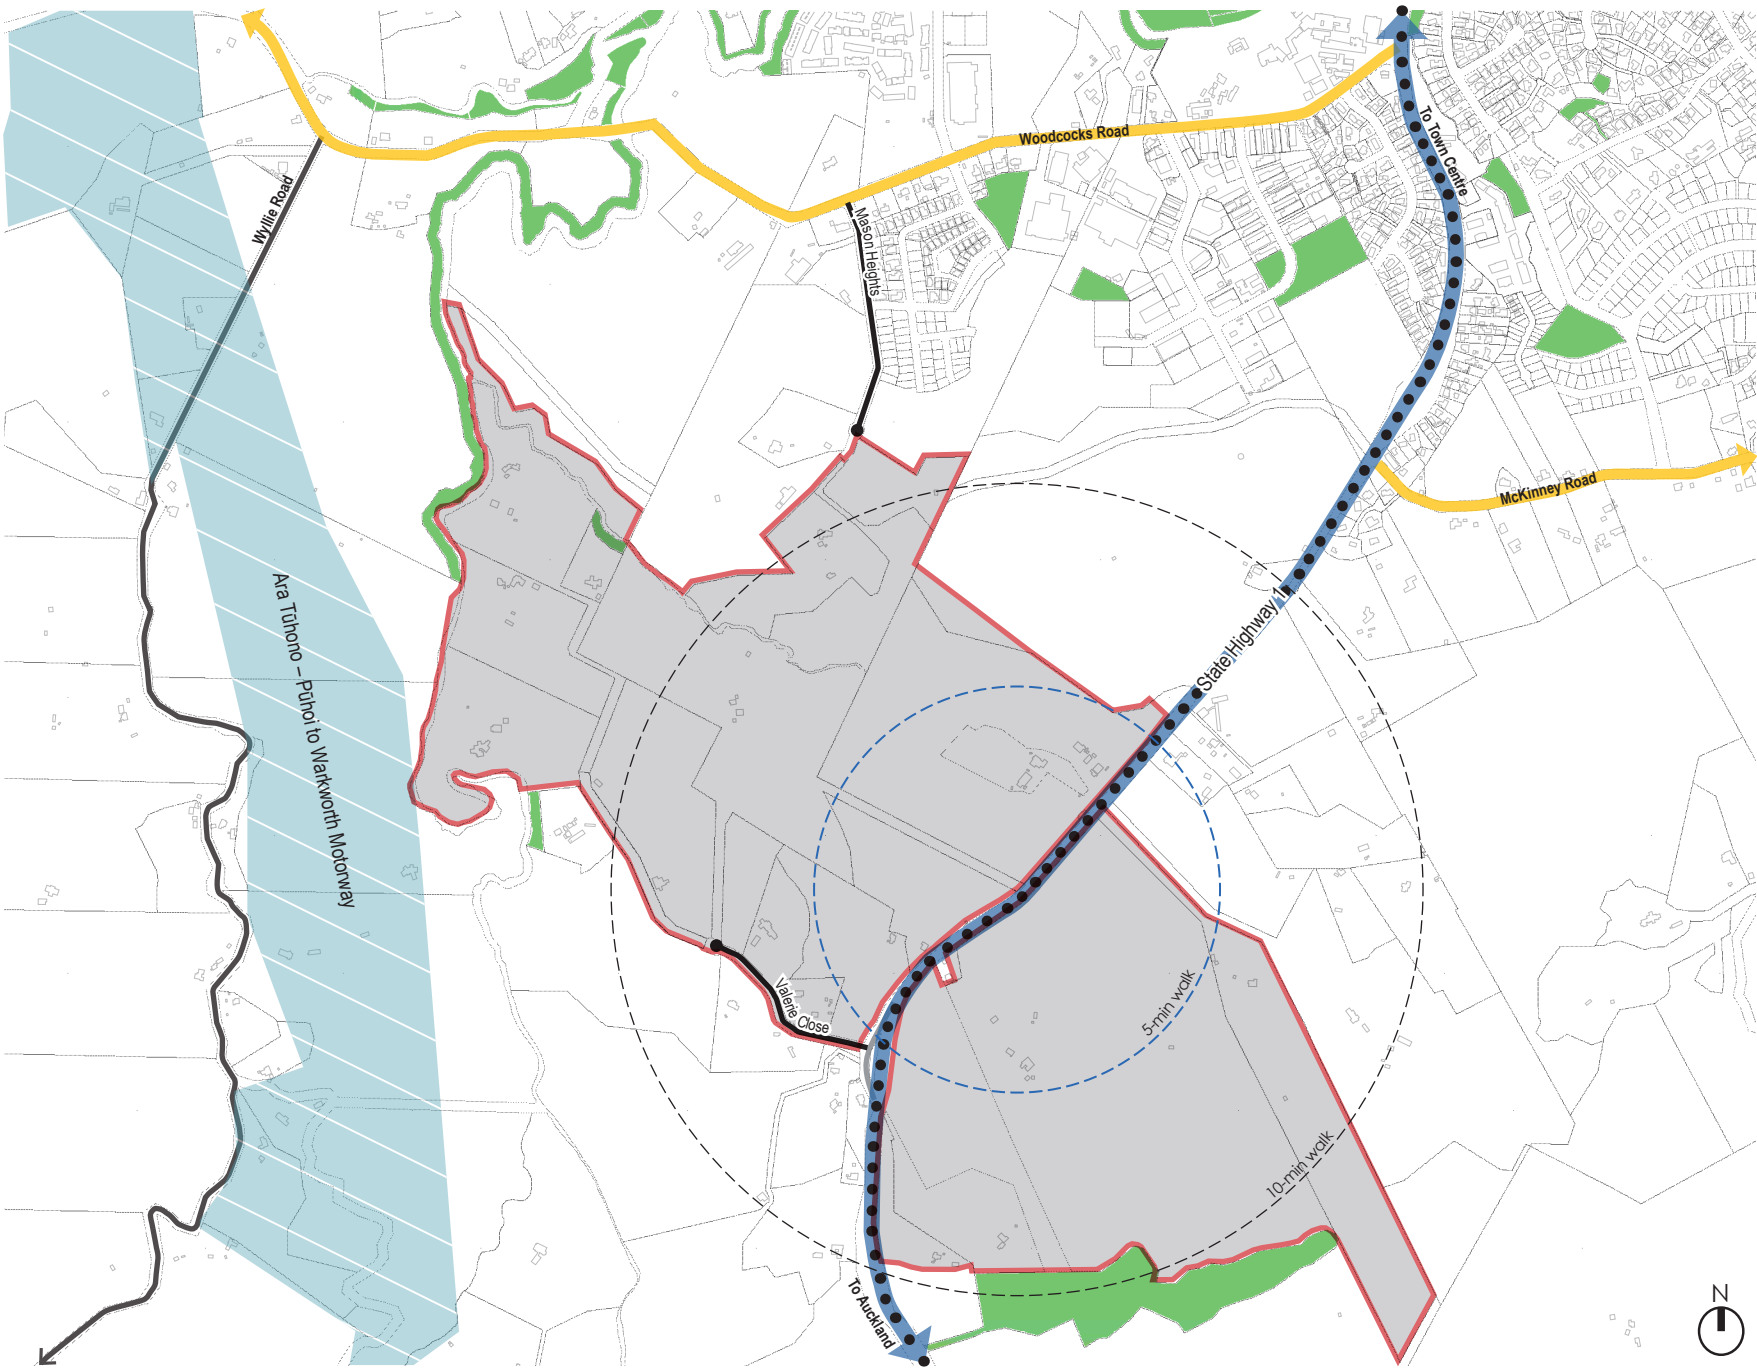 Woodcocks Road
To Town Centre
Wyllie Road
Mason Heights
McKinney Road
Ara Tūhono – Pūhoi to Warkworth Motorway
State Highway 1
Valerie Close
5-min walk
10-min walk
To Auckland
N